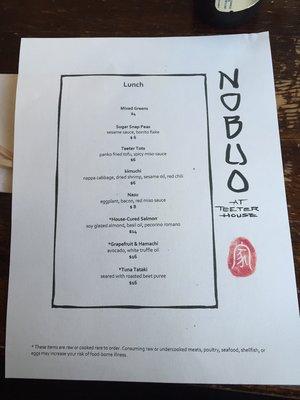 Lunch
Mixed Greens
$4
Sugar Snap Peas
sesame sauce, bonito flake
$ 6
Teeter Tots
panko fried tofu, spicy miso sauce
$6
kimuchi
nappa cabbage, dried shrimp, sesame oil, red chili
$6
Nasu
eggplant, bacon, red miso sauce
$ 8
*House-Cured Salmon
soy glazed almond, basil oil, pecorino romano
$14
*Grapefruit & Hamachi
avocado, white truffle oil
$16
*Tuna Tataki
seared with roasted beet puree
$16
NOBUO
AT
TEETER
HOUSE
家
* These items are raw or cooked rare to order. Consuming raw or undercooked meats, poultry, seafood, shellfish, or
eggs may increase your risk of food-borne illness.